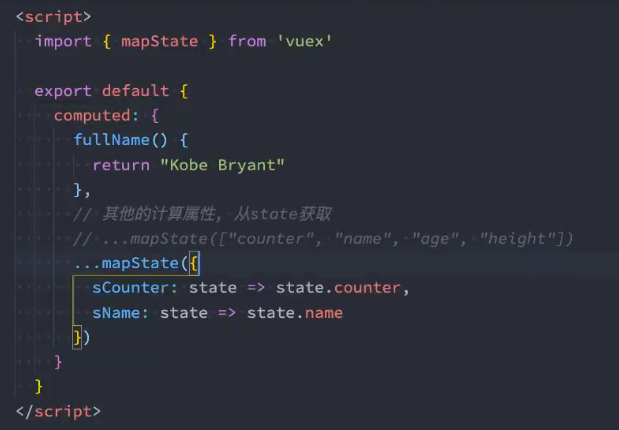 <script>
import { mapState } from 'vuex'
export default {
computed: {
fullName() {
return "Kobe Bryant"
},
// 其他的计算属性, 从state获取
// ...mapState(["counter", "name", "age", "height"])
...mapState({
sCounter: state => state.counter,
sName: state => state.name
})
}
}
</script>